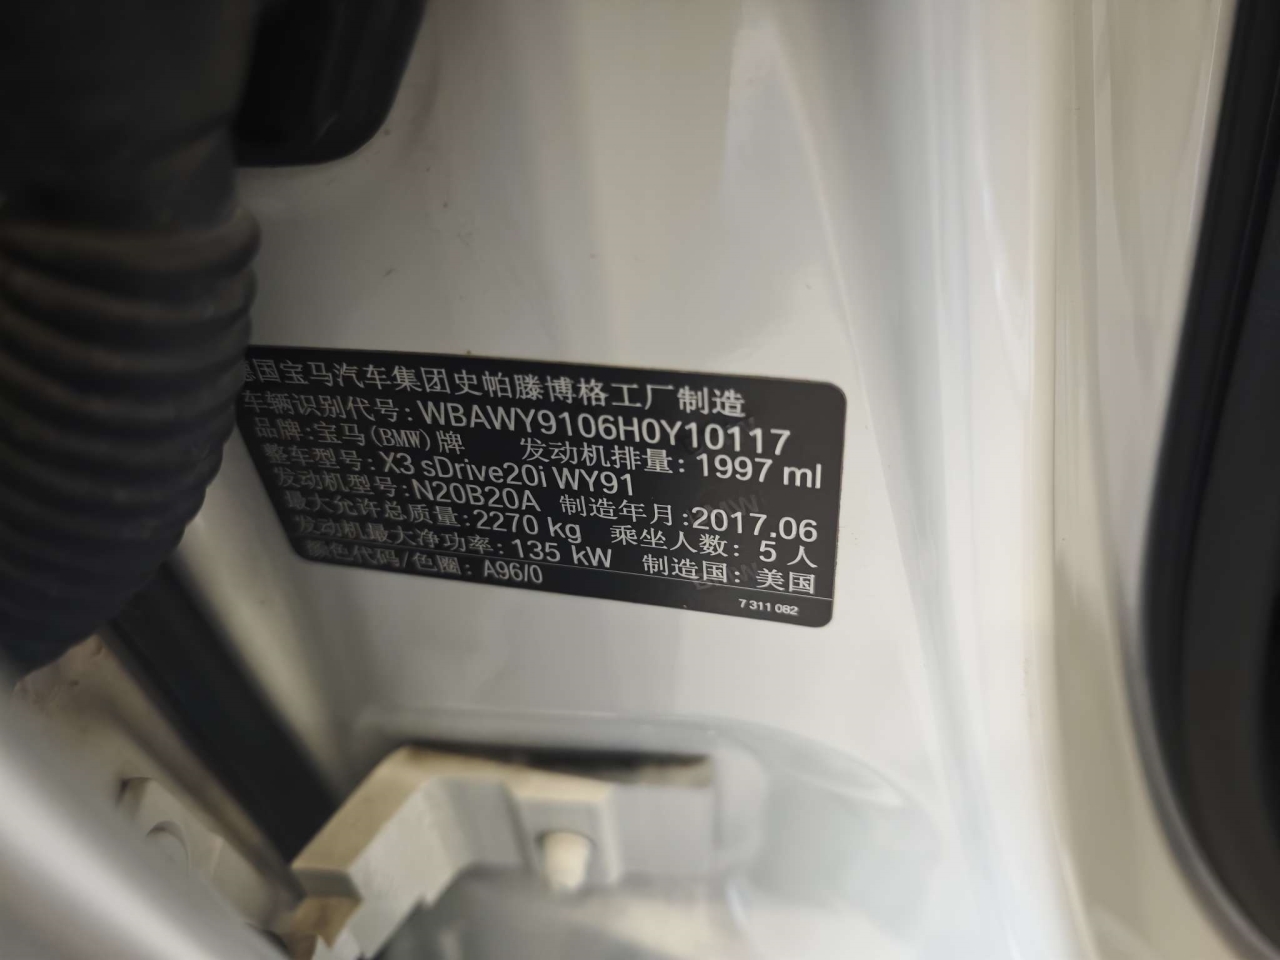 德国宝马汽车集团史帕滕博格工厂制造
车辆识别代号: WBAWY9106H0Y10117
品牌: 宝马(BMW)牌 发动机排量: 1997 ml
整车型号: X3 sDrive20i WY91
发动机型号: N20B20A 制造年月: 2017.06
最大允许总质量: 2270 kg 乘坐人数: 5 人
发动机最大净功率: 135 kW 制造国: 美国
颜色代码/色圈: A96/0
7 311 082